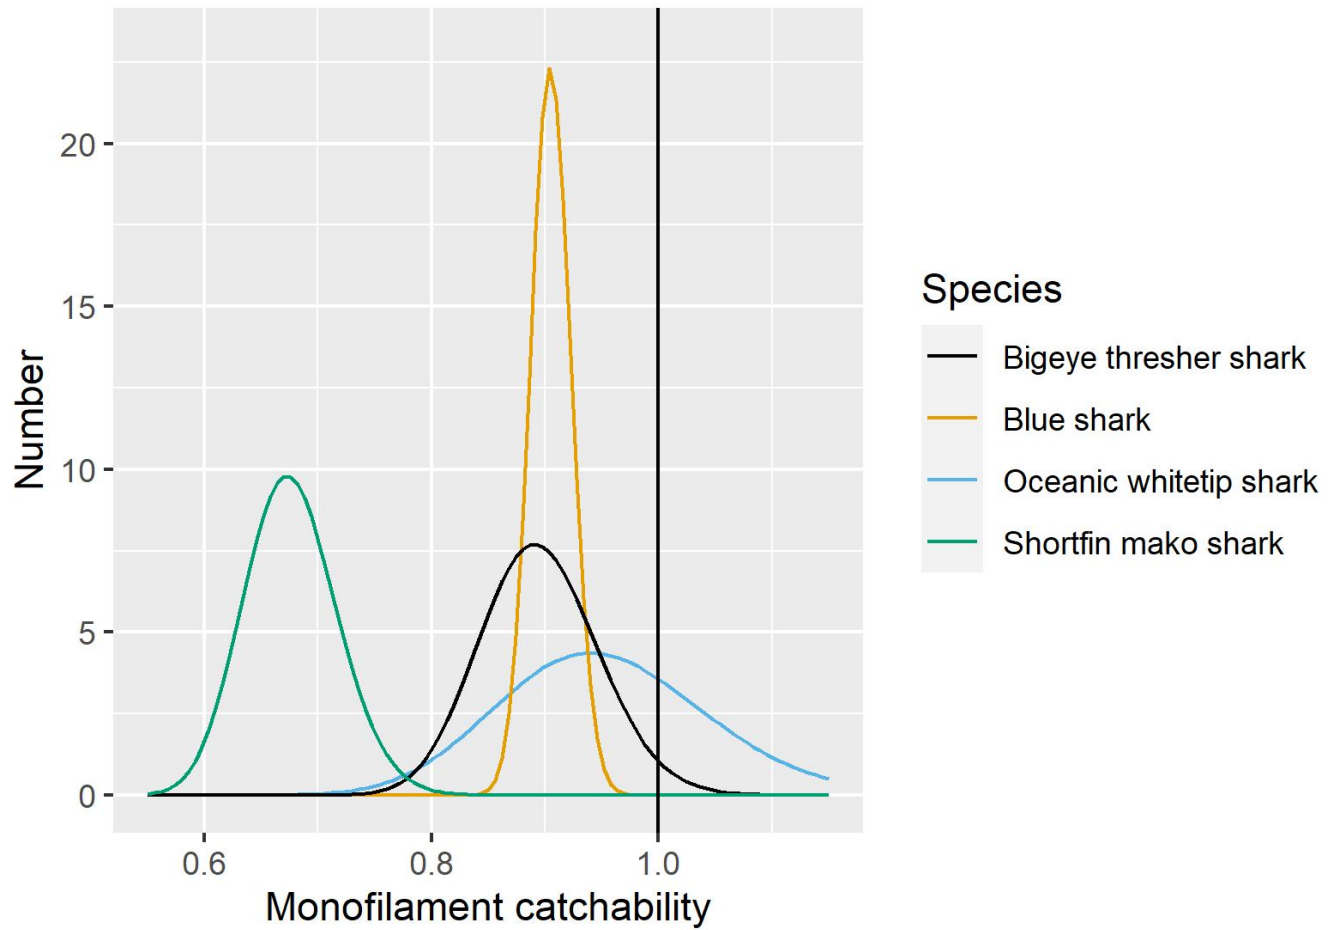 Number
20
15
10
5
0
0.6
0.8
1.0
Monofilament catchability
Species
Bigeye thresher shark
Blue shark
Oceanic whitetip shark
Shortfin mako shark